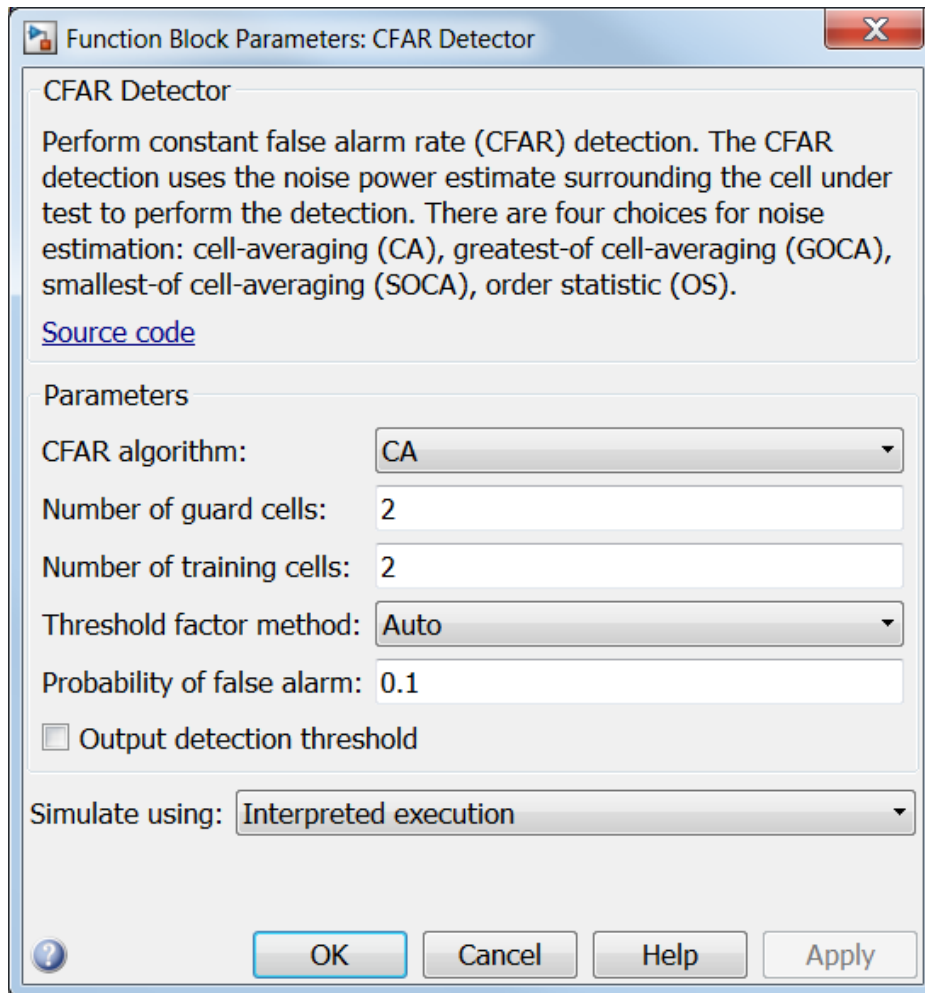 Function Block Parameters: CFAR Detector
X
CFAR Detector
Perform constant false alarm rate (CFAR) detection. The CFAR
detection uses the noise power estimate surrounding the cell under
test to perform the detection. There are four choices for noise
estimation: cell-averaging (CA), greatest-of cell-averaging (GOCA),
smallest-of cell-averaging (SOCA), order statistic (OS).
Source code
Parameters
CFAR algorithm: CA
Number of guard cells: 2
Number of training cells: 2
Threshold factor method: Auto
Probability of false alarm: 0.1
Output detection threshold
Simulate using: Interpreted execution
? OK Cancel Help Apply